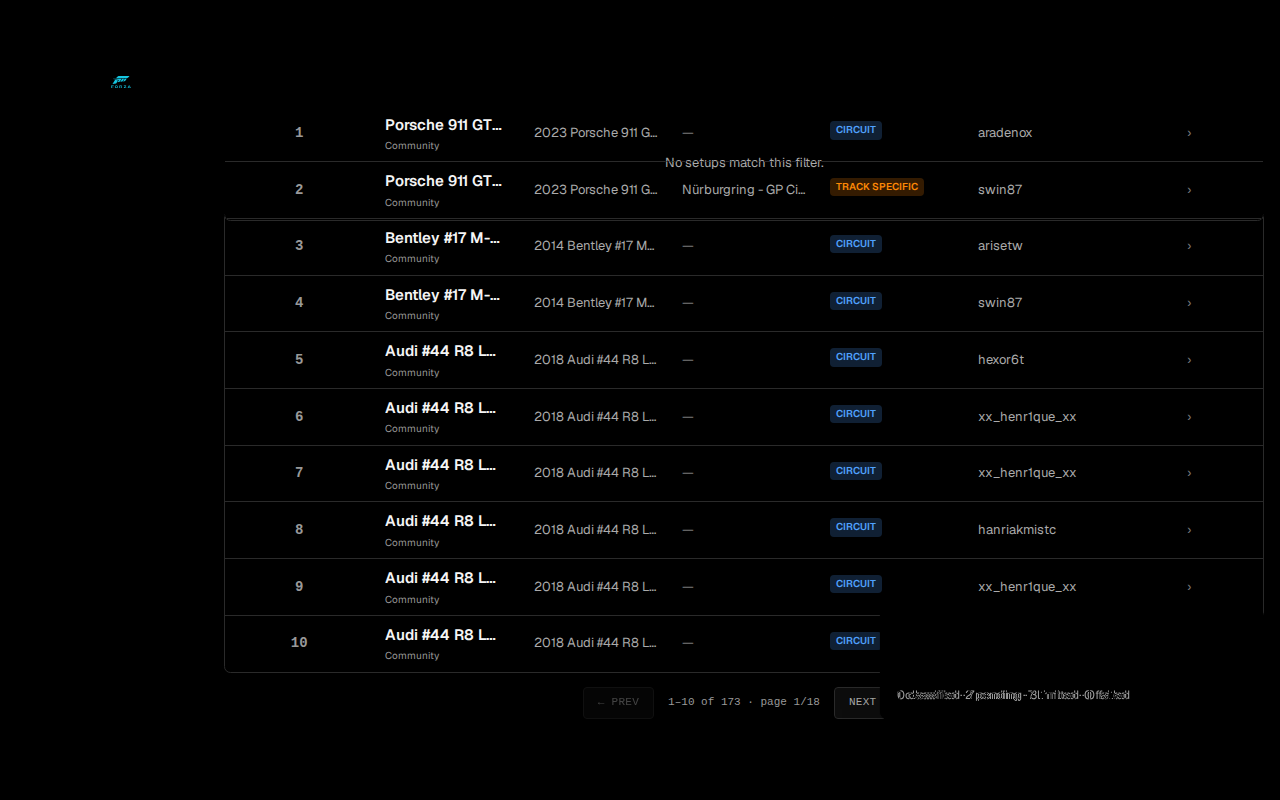 FORZA
1 Porsche 911 GT... 2023 Porsche 911 G... — CIRCUIT aradenox ›
Community
No setups match this filter.
2 Porsche 911 GT... 2023 Porsche 911 G... Nürburgring - GP Ci... TRACK SPECIFIC swin87 ›
Community
3 Bentley #17 M-... 2014 Bentley #17 M... — CIRCUIT arisetw ›
Community
4 Bentley #17 M-... 2014 Bentley #17 M... — CIRCUIT swin87 ›
Community
5 Audi #44 R8 L... 2018 Audi #44 R8 L... — CIRCUIT hexor6t ›
Community
6 Audi #44 R8 L... 2018 Audi #44 R8 L... — CIRCUIT xx_henr1que_xx ›
Community
7 Audi #44 R8 L... 2018 Audi #44 R8 L... — CIRCUIT xx_henr1que_xx ›
Community
8 Audi #44 R8 L... 2018 Audi #44 R8 L... — CIRCUIT hanriakmistc ›
Community
9 Audi #44 R8 L... 2018 Audi #44 R8 L... — CIRCUIT xx_henr1que_xx ›
Community
10 Audi #44 R8 L... 2018 Audi #44 R8 L... — CIRCUIT
Community
← PREV 1–10 of 173 · page 1/18 NEXT